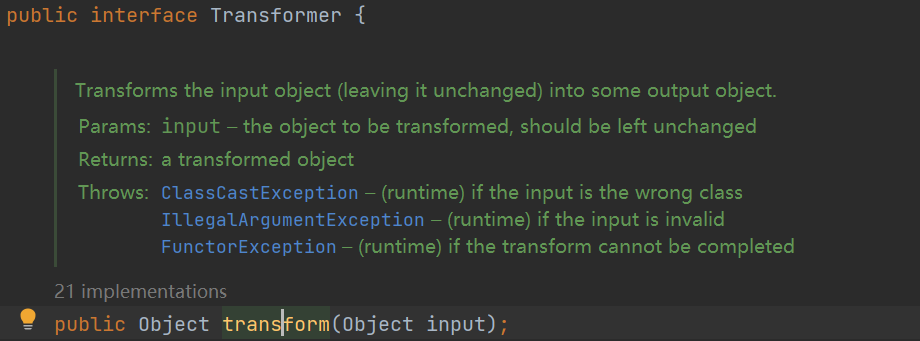 public interface Transformer {
Transforms the input object (leaving it unchanged) into some output object.
Params: input – the object to be transformed, should be left unchanged
Returns: a transformed object
Throws: ClassCastException – (runtime) if the input is the wrong class
IllegalArgumentException – (runtime) if the input is invalid
FunctorException – (runtime) if the transform cannot be completed
21 implementations
public Object transform(Object input);